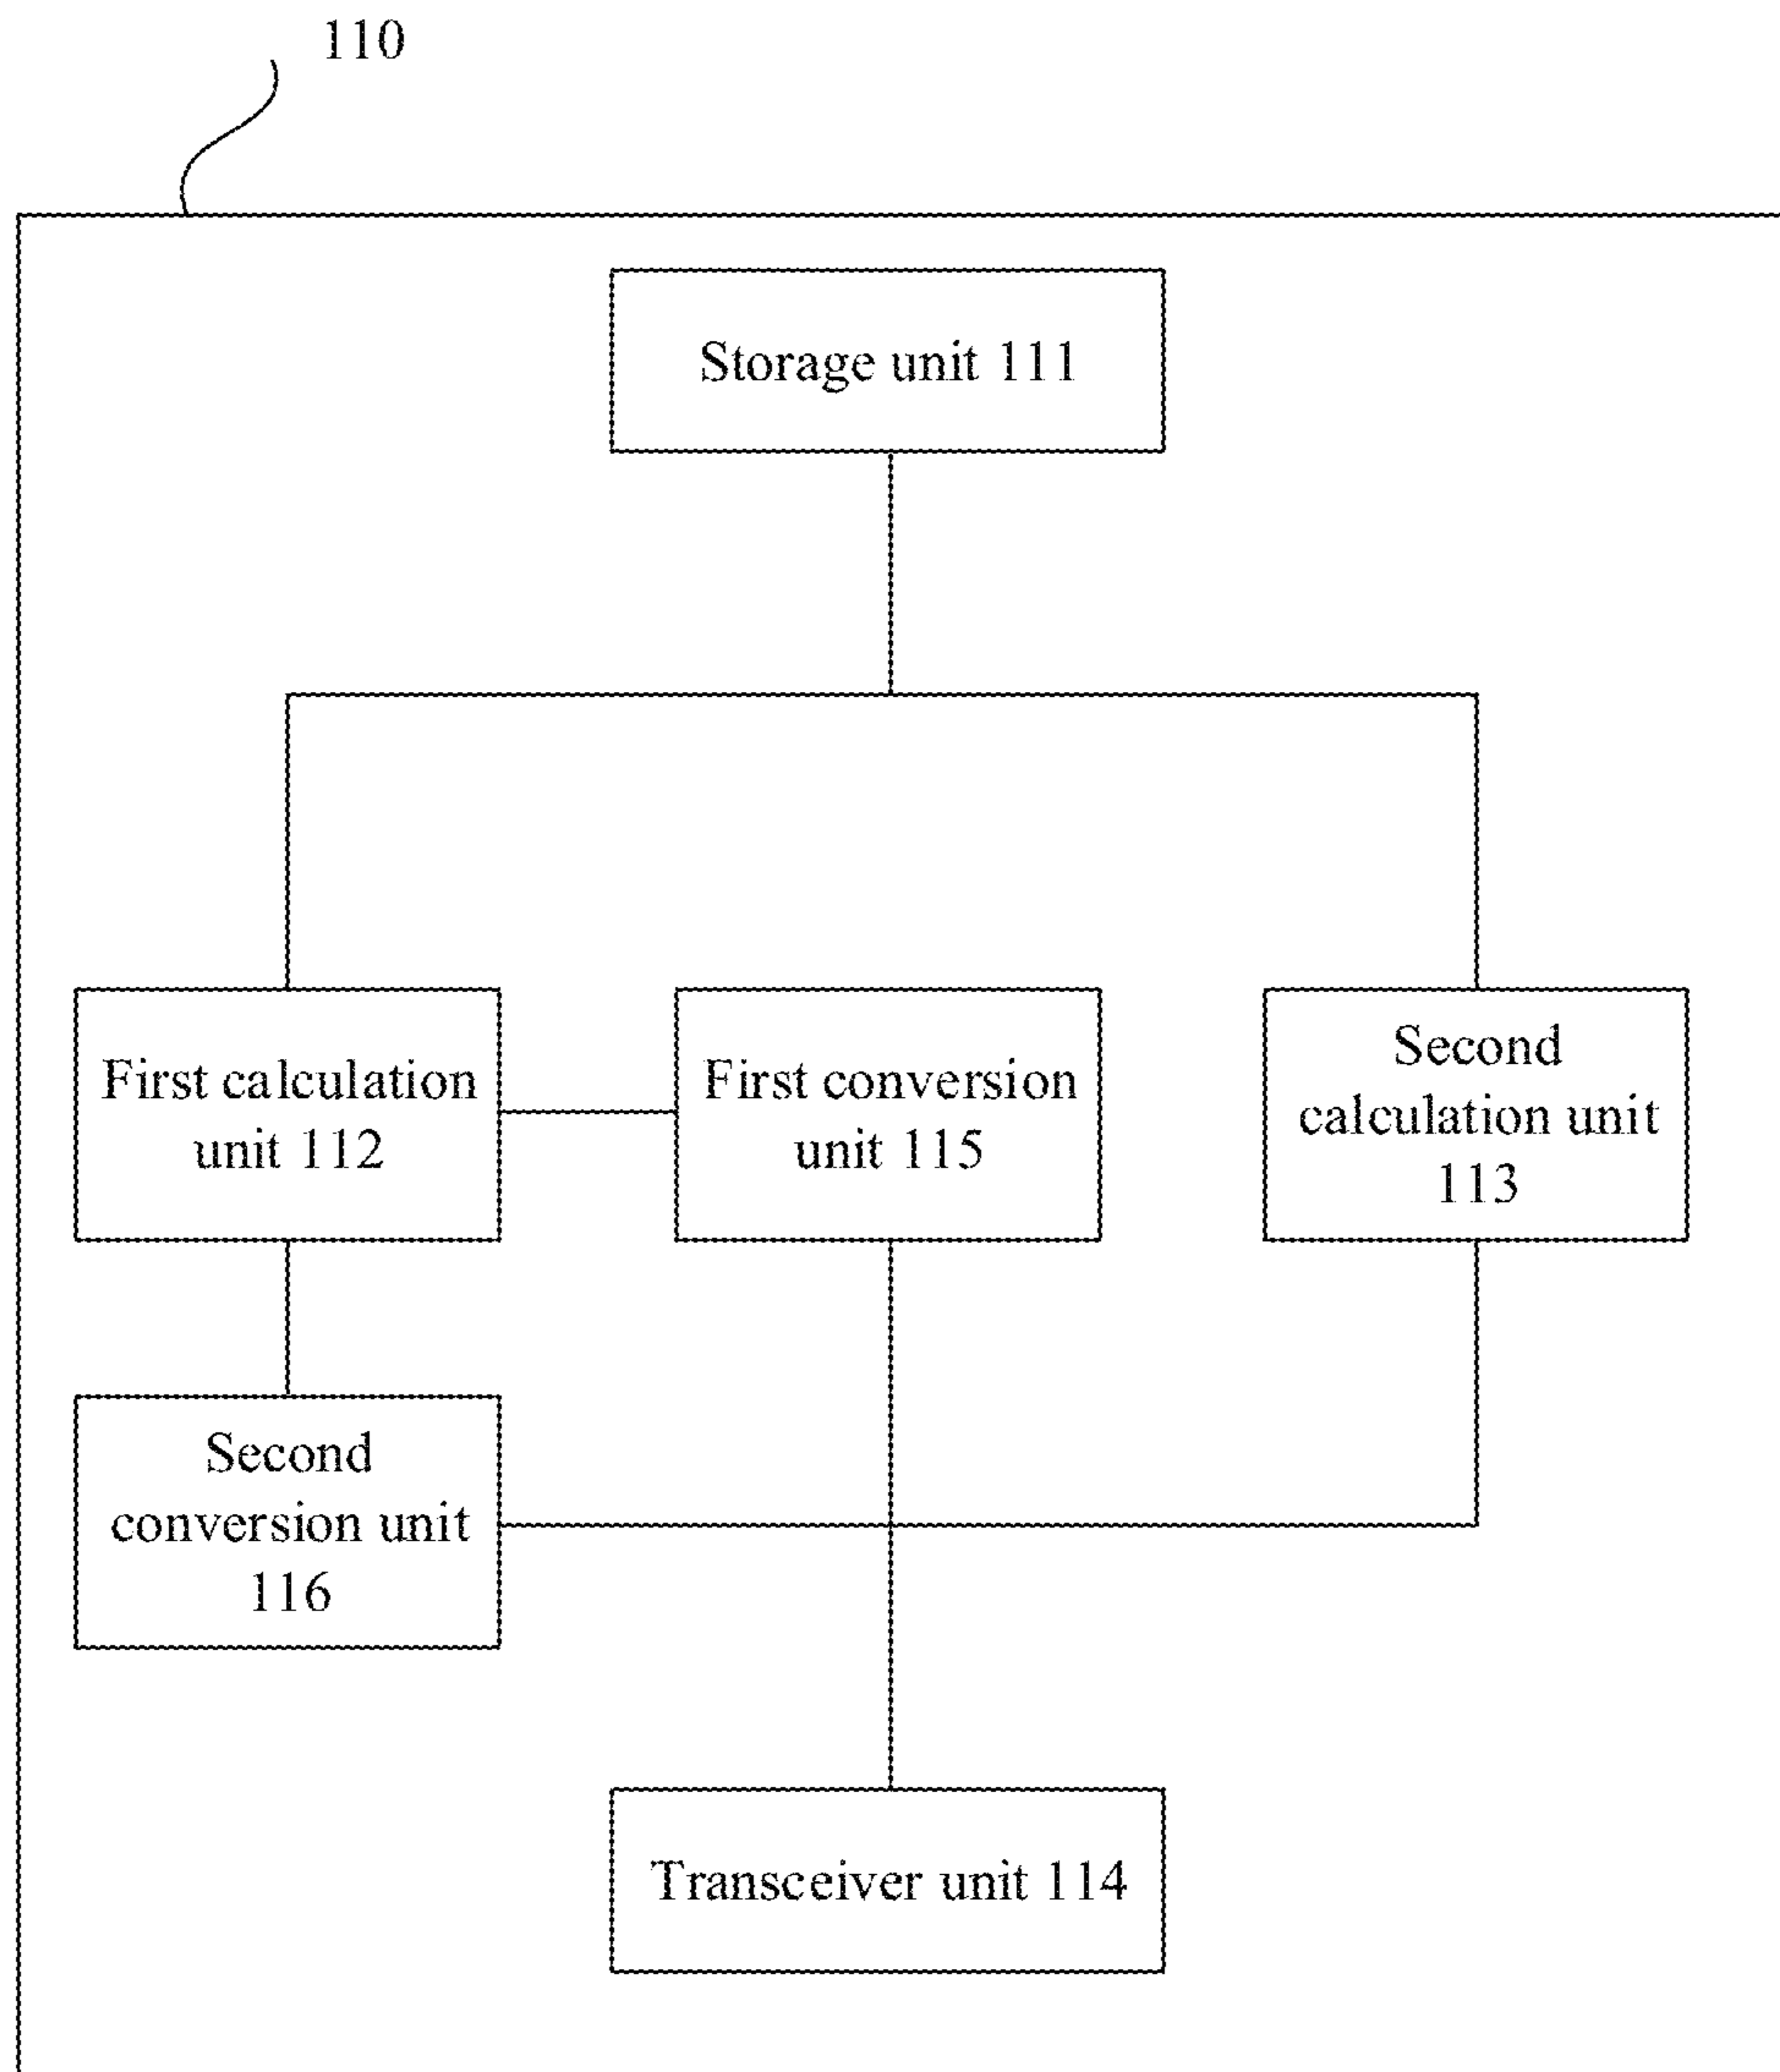 110
Storage unit 111
First calculation
unit 112
First conversion
unit 115
Second
calculation unit
113
Second
conversion unit
116
Transceiver unit 114